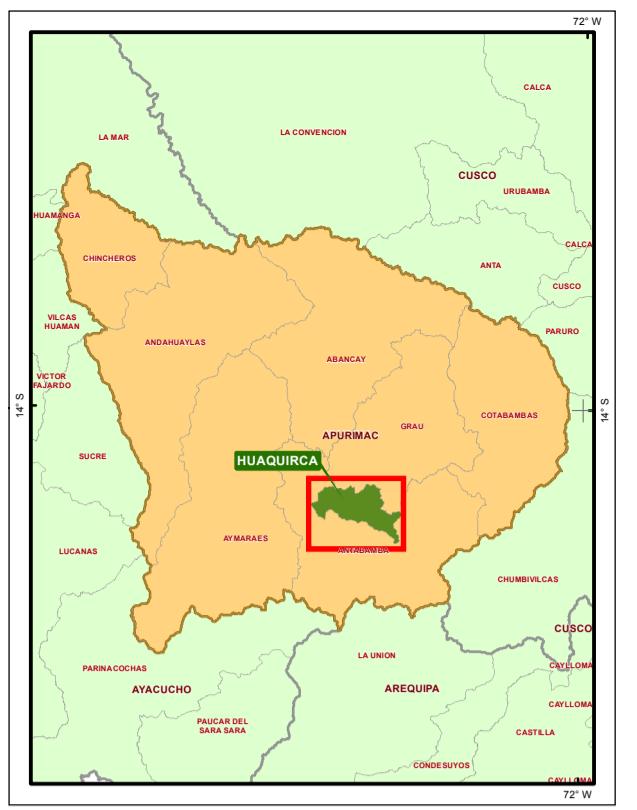 72° W
CALCA
LA MAR
LA CONVENCION
CUSCO
URUBAMBA
HUAMANGA
CALCA
CHINCHEROS
ANTA
CUSCO
VILCAS
HUAMAN
PARURO
ANDAHUAYLAS
ABANCAY
VICTOR
FAJARDO
14° S
14° S
COTABAMBAS
GRAU
APURIMAC
SUCRE
HUAQUIRCA
AYMARAES
ANTABAMBA
LUCANAS
CHUMBIVILCAS
CUSCO
LA UNION
CAYLLOMA
PARINACOCHAS
AYACUCHO
AREQUIPA
CAYLLOMA
PAUCAR DEL
SARA SARA
CASTILLA
CONDESUYOS
CAYLLOMA
72° W